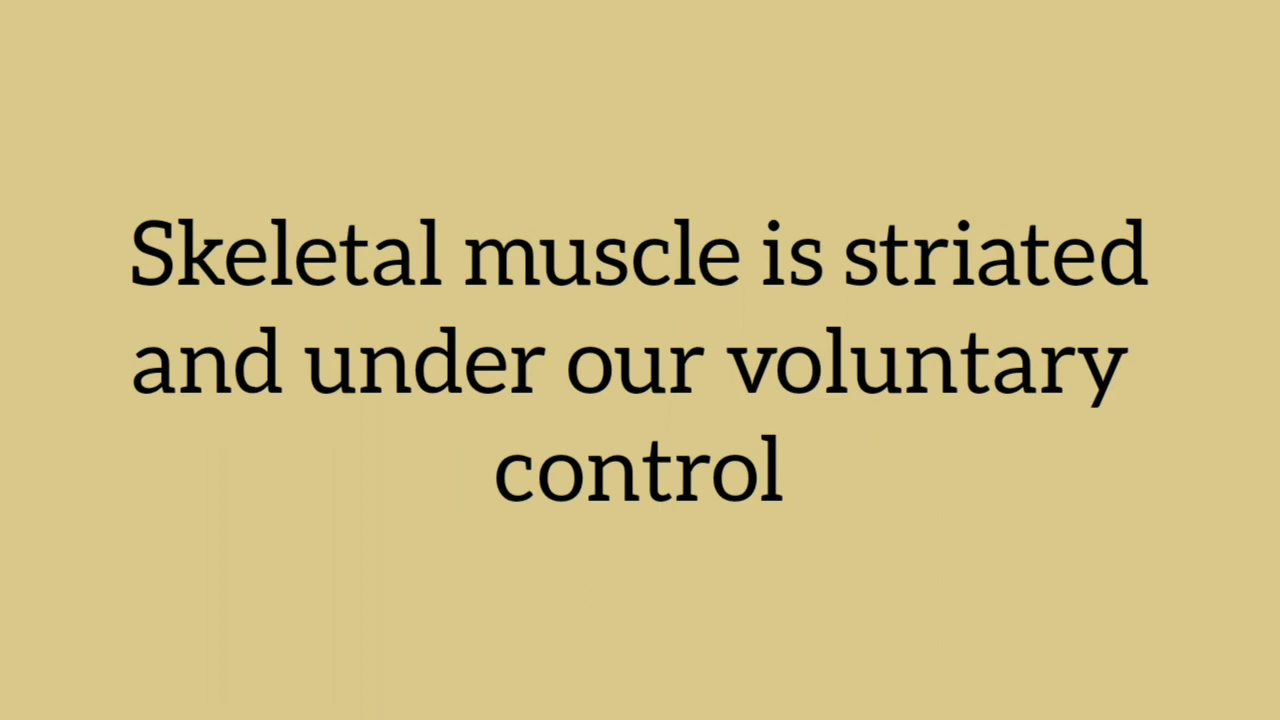 Skeletal muscle is striated
and under our voluntary
control